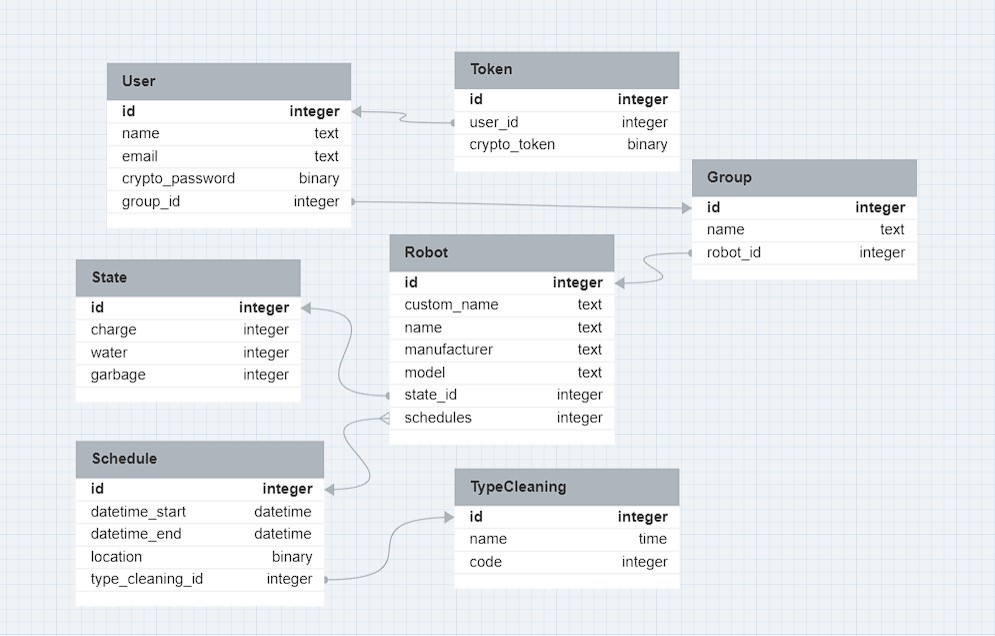 User
id integer
name text
email text
crypto_password binary
group_id integer
Token
id integer
user_id integer
crypto_token binary
Group
id integer
name text
robot_id integer
State
id integer
charge integer
water integer
garbage integer
Robot
id integer
custom_name text
name text
manufacturer text
model text
state_id integer
schedules integer
Schedule
id integer
datetime_start datetime
datetime_end datetime
location binary
type_cleaning_id integer
TypeCleaning
id integer
name time
code integer